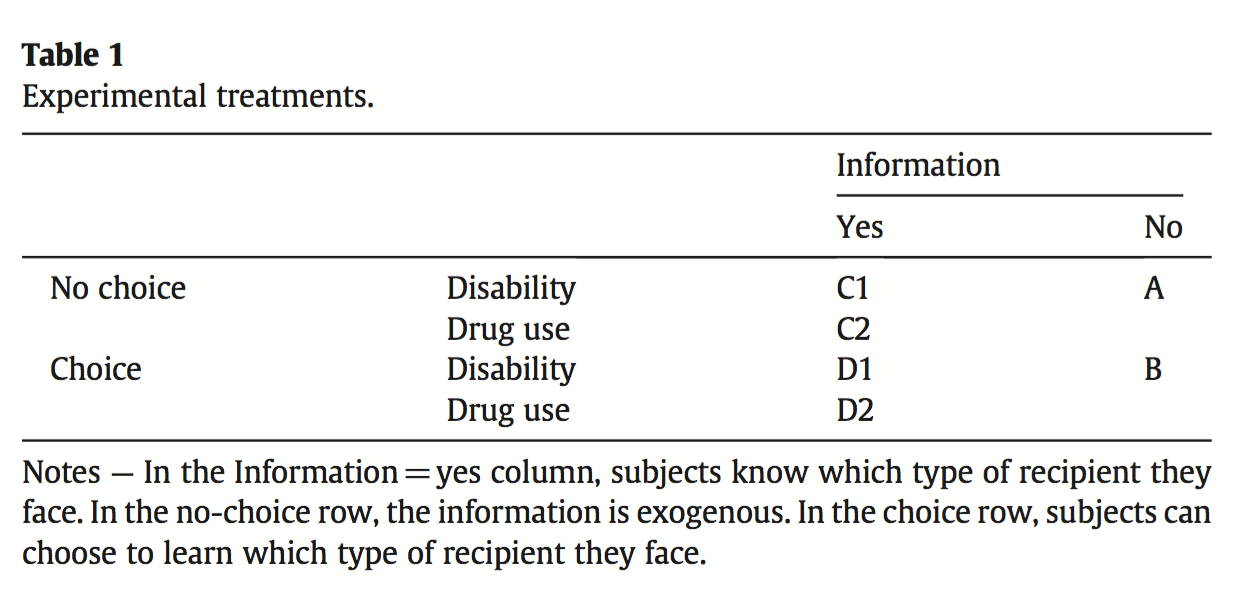 Table 1
Experimental treatments.
Information
Yes No
No choice Disability C1 A
Drug use C2
Choice Disability D1 B
Drug use D2
Notes — In the Information = yes column, subjects know which type of recipient they
face. In the no-choice row, the information is exogenous. In the choice row, subjects can
choose to learn which type of recipient they face.